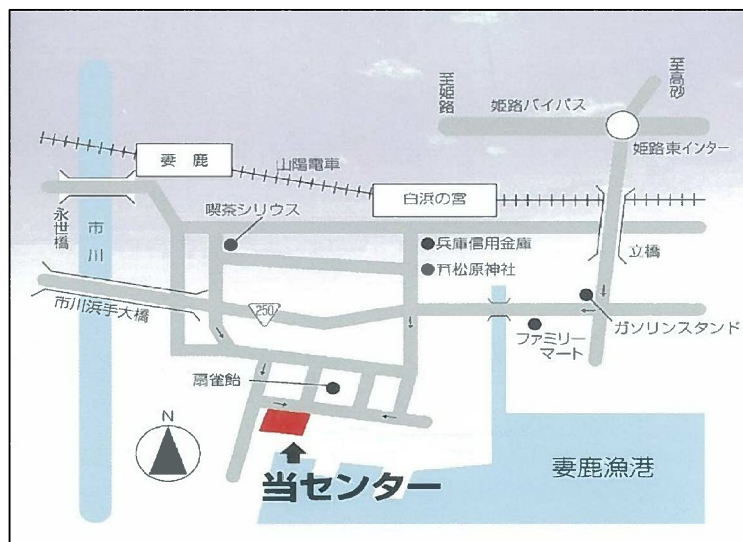 至姫路
至高砂
姫路バイパス
姫路東インター
妻鹿
山陽電車
白浜の宮
永世橋
市川
喫茶シリウス
兵庫信用金庫
松原神社
立橋
市川浜手大橋
250
ファミリー
マート
ガソリンスタンド
扇雀飴
N
当センター
妻鹿漁港